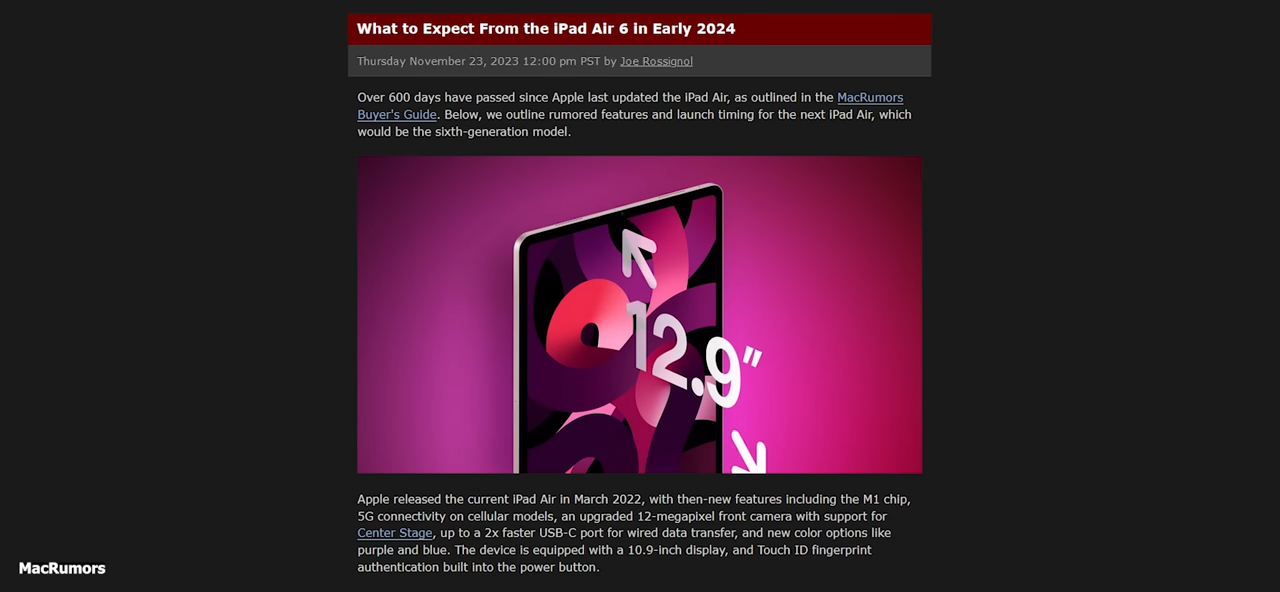 What to Expect From the iPad Air 6 in Early 2024
Thursday November 23, 2023 12:00 pm PST by Joe Rossignol
Over 600 days have passed since Apple last updated the iPad Air, as outlined in the MacRumors
Buyer's Guide. Below, we outline rumored features and launch timing for the next iPad Air, which
would be the sixth-generation model.
12.9"
Apple released the current iPad Air in March 2022, with then-new features including the M1 chip,
5G connectivity on cellular models, an upgraded 12-megapixel front camera with support for
Center Stage, up to a 2x faster USB-C port for wired data transfer, and new color options like
purple and blue. The device is equipped with a 10.9-inch display, and Touch ID fingerprint
authentication built into the power button.
MacRumors